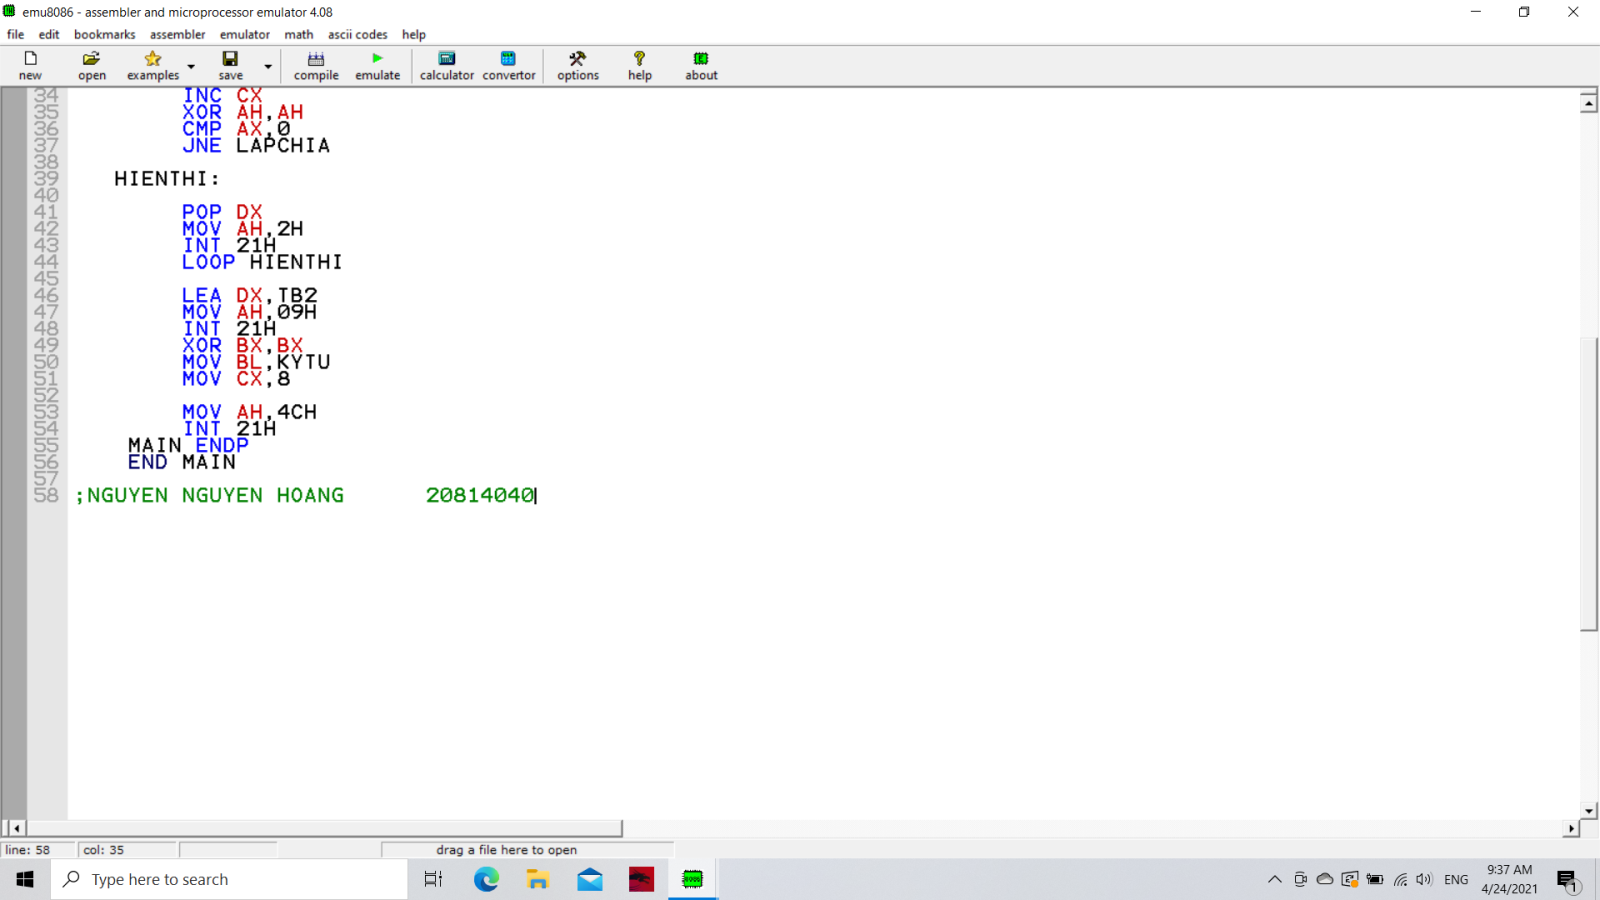 emu8086 - assembler and microprocessor emulator 4.08
file edit bookmarks assembler emulator math ascii codes help
new open examples save compile emulate calculator convertor options help about
34 INC CX
35 XOR AH,AH
36 CMP AX,0
37 JNE LAPCHIA
38
39 HIENTHI:
40
41 POP DX
42 MOV AH,2H
43 INT 21H
44 LOOP HIENTHI
45
46 LEA DX,TB2
47 MOV AH,09H
48 INT 21H
49 XOR BX,BX
50 MOV BL,KYTU
51 MOV CX,8
52
53 MOV AH,4CH
54 INT 21H
55 MAIN ENDP
56 END MAIN
57
58 ;NGUYEN NGUYEN HOANG 20814040
line: 58 col: 35 drag a file here to open
Type here to search
ENG
9:37 AM
4/24/2021
1